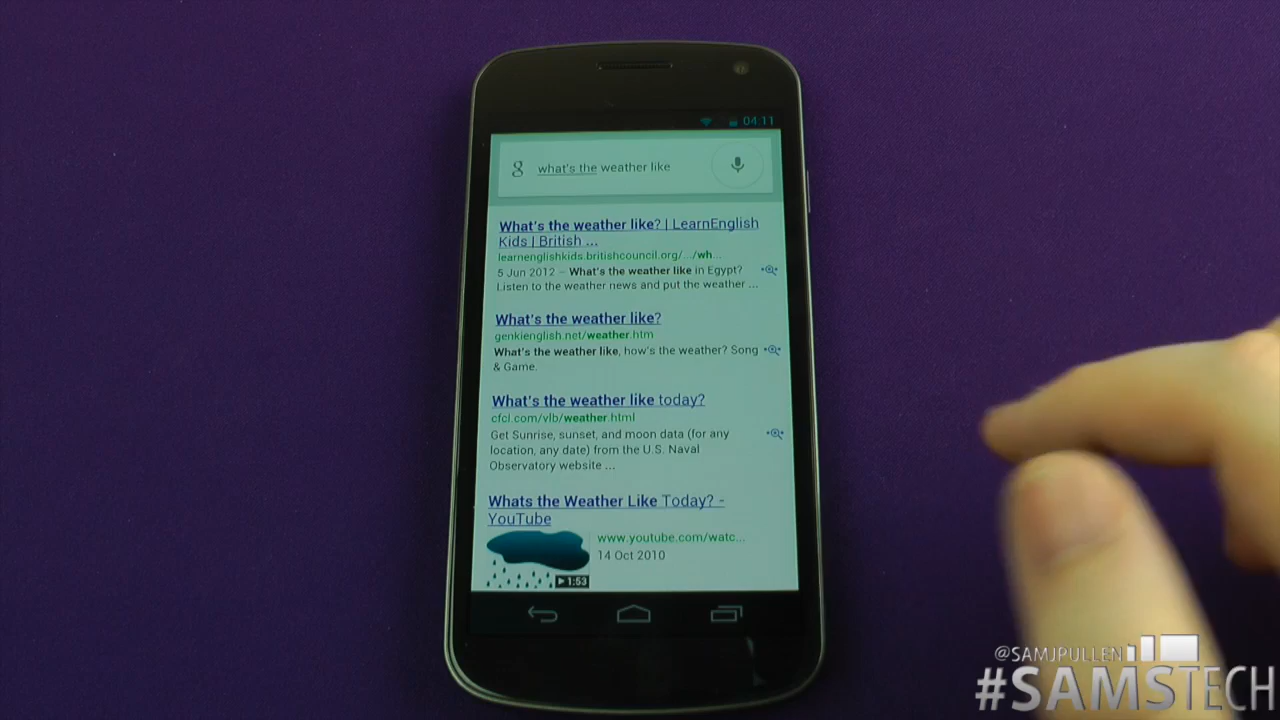 04:11
g what's the weather like
What's the weather like? | LearnEnglish
Kids | British ...
learnenglishkids.britishcouncil.org/.../wh...
5 Jun 2012 – What's the weather like in Egypt?
Listen to the weather news and put the weather ...
What's the weather like?
genkienglish.net/weather.htm
What's the weather like, how's the weather? Song
& Game.
What's the weather like today?
cfcl.com/vlb/weather.html
Get Sunrise, sunset, and moon data (for any
location, any date) from the U.S. Naval
Observatory website ...
Whats the Weather Like Today? -
YouTube
www.youtube.com/watc...
14 Oct 2010
1:53
@SAMJPULLEN
#SAMSTECH